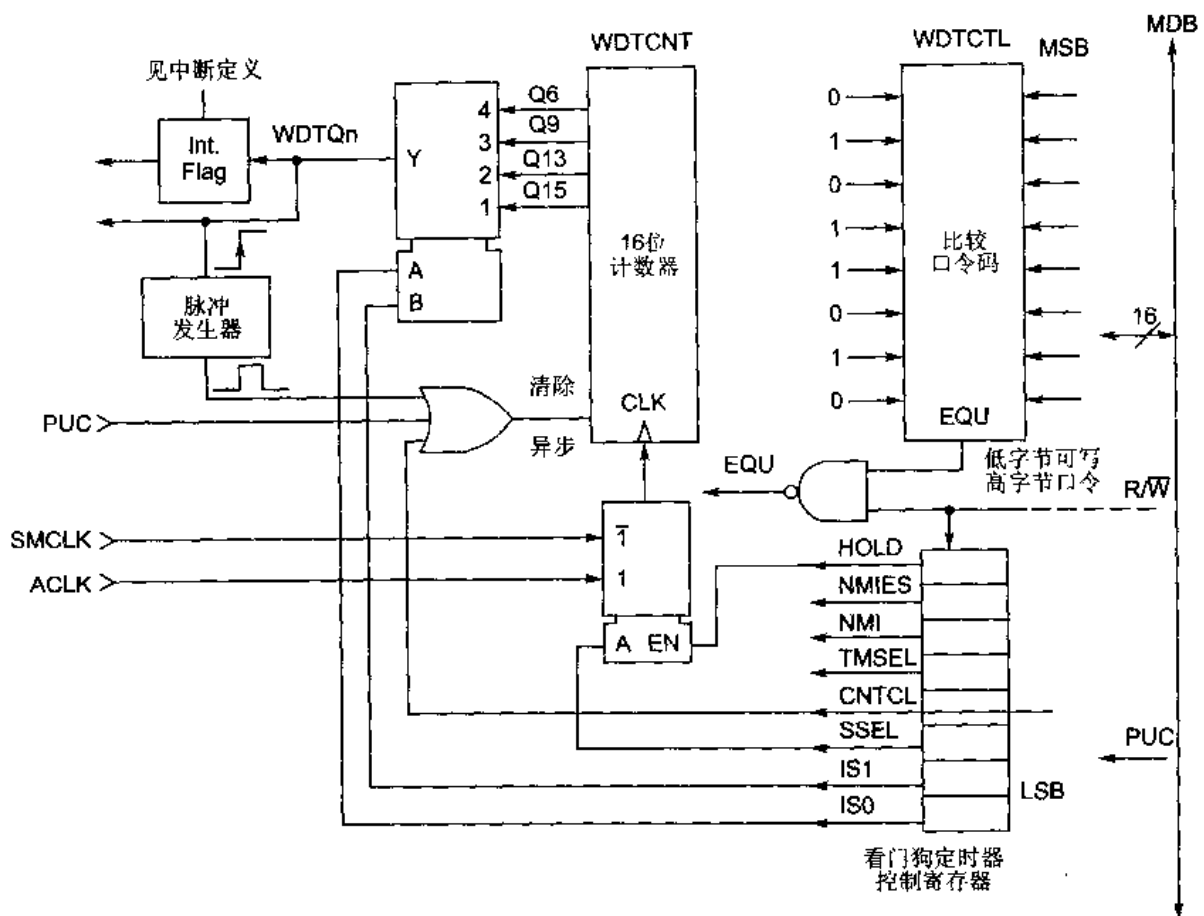 MDB
WDTCNT
WDTCTL
MSB
见中断定义
Int.
Flag
WDTQn
Y
4
3
2
1
Q6
Q9
Q13
Q15
A
B
16位
计数器
0
1
0
1
1
0
1
0
比较
口令码
EQU
16
脉冲
发生器
清除
异步
CLK
PUC
EQU
低字节可写
高字节口令
R/W̅
SMCLK
ACLK
1̅
1
A
EN
HOLD
NMIES
NMI
TMSEL
CNTCL
SSEL
IS1
IS0
PUC
LSB
看门狗定时器
控制寄存器